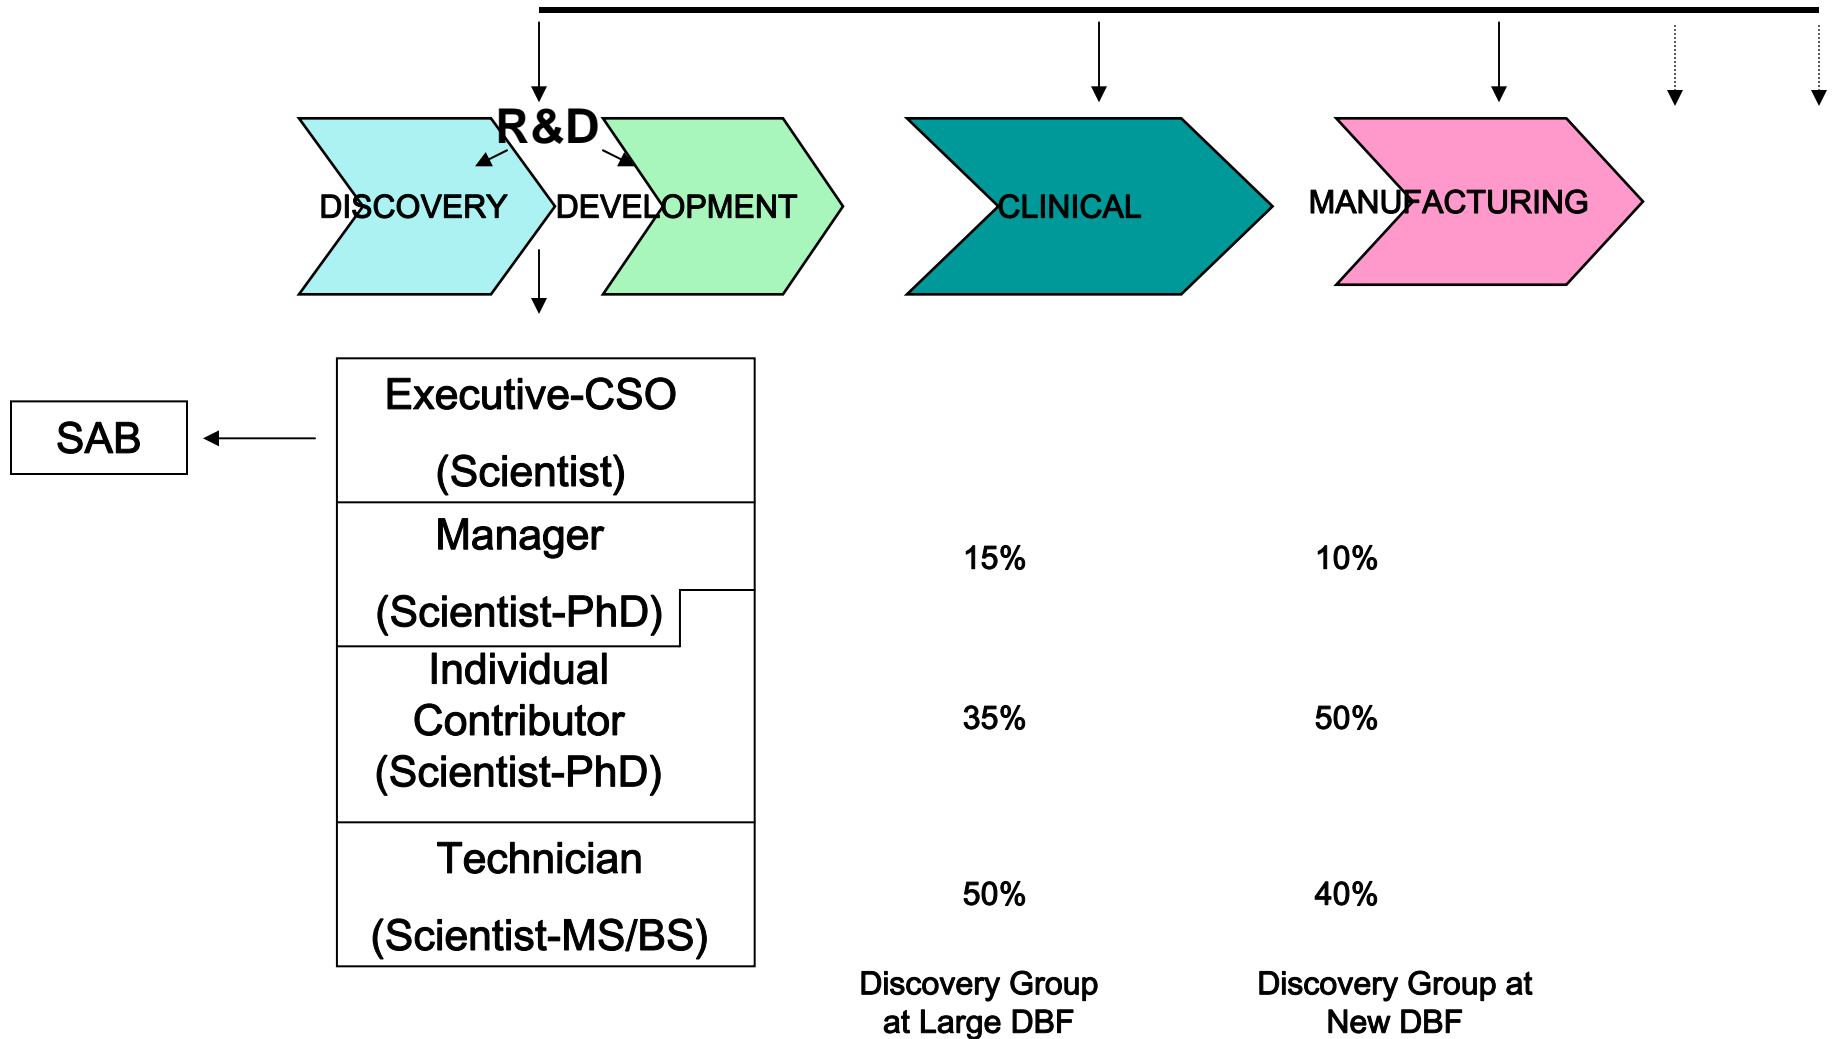 R&D
DISCOVERY
DEVELOPMENT
CLINICAL
MANUFACTURING
SAB
Executive-CSO
(Scientist)
Manager
(Scientist-PhD)
15%
10%
Individual
Contributor
(Scientist-PhD)
35%
50%
Technician
(Scientist-MS/BS)
50%
40%
Discovery Group
at Large DBF
Discovery Group at
New DBF